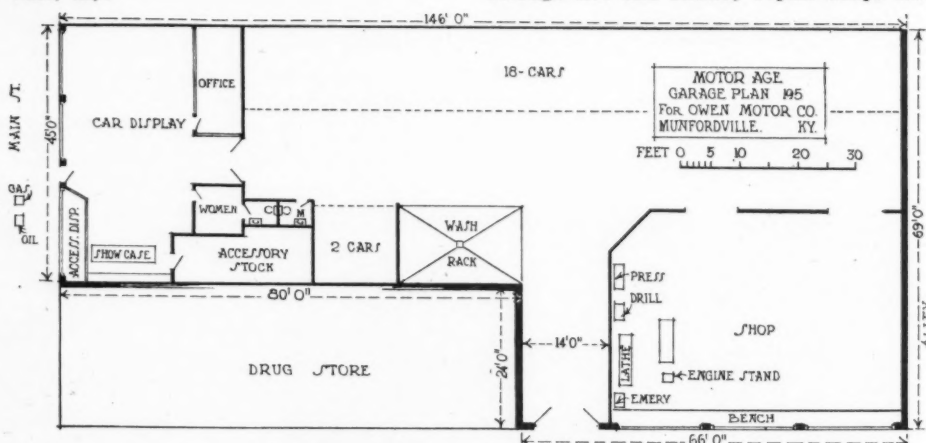 146' 0"
MAIN ST.
45'0"
CAR DISPLAY
OFFICE
18-CARS
MOTOR AGE
GARAGE PLAN 195
FOR OWEN MOTOR CO.
MUNFORDVILLE. KY.
FEET 0 5 10 20 30
69'0"
ALLEY
GAS
OIL
ACCESS. DISP.
SHOW CASE
WOMEN
M
ACCESSORY
STOCK
2 CARS
WASH
RACK
80'0"
DRUG STORE
24'0"
14'0"
PRESS
DRILL
LATHE
SHOP
ENGINE STAND
EMERY
BENCH
66'0"